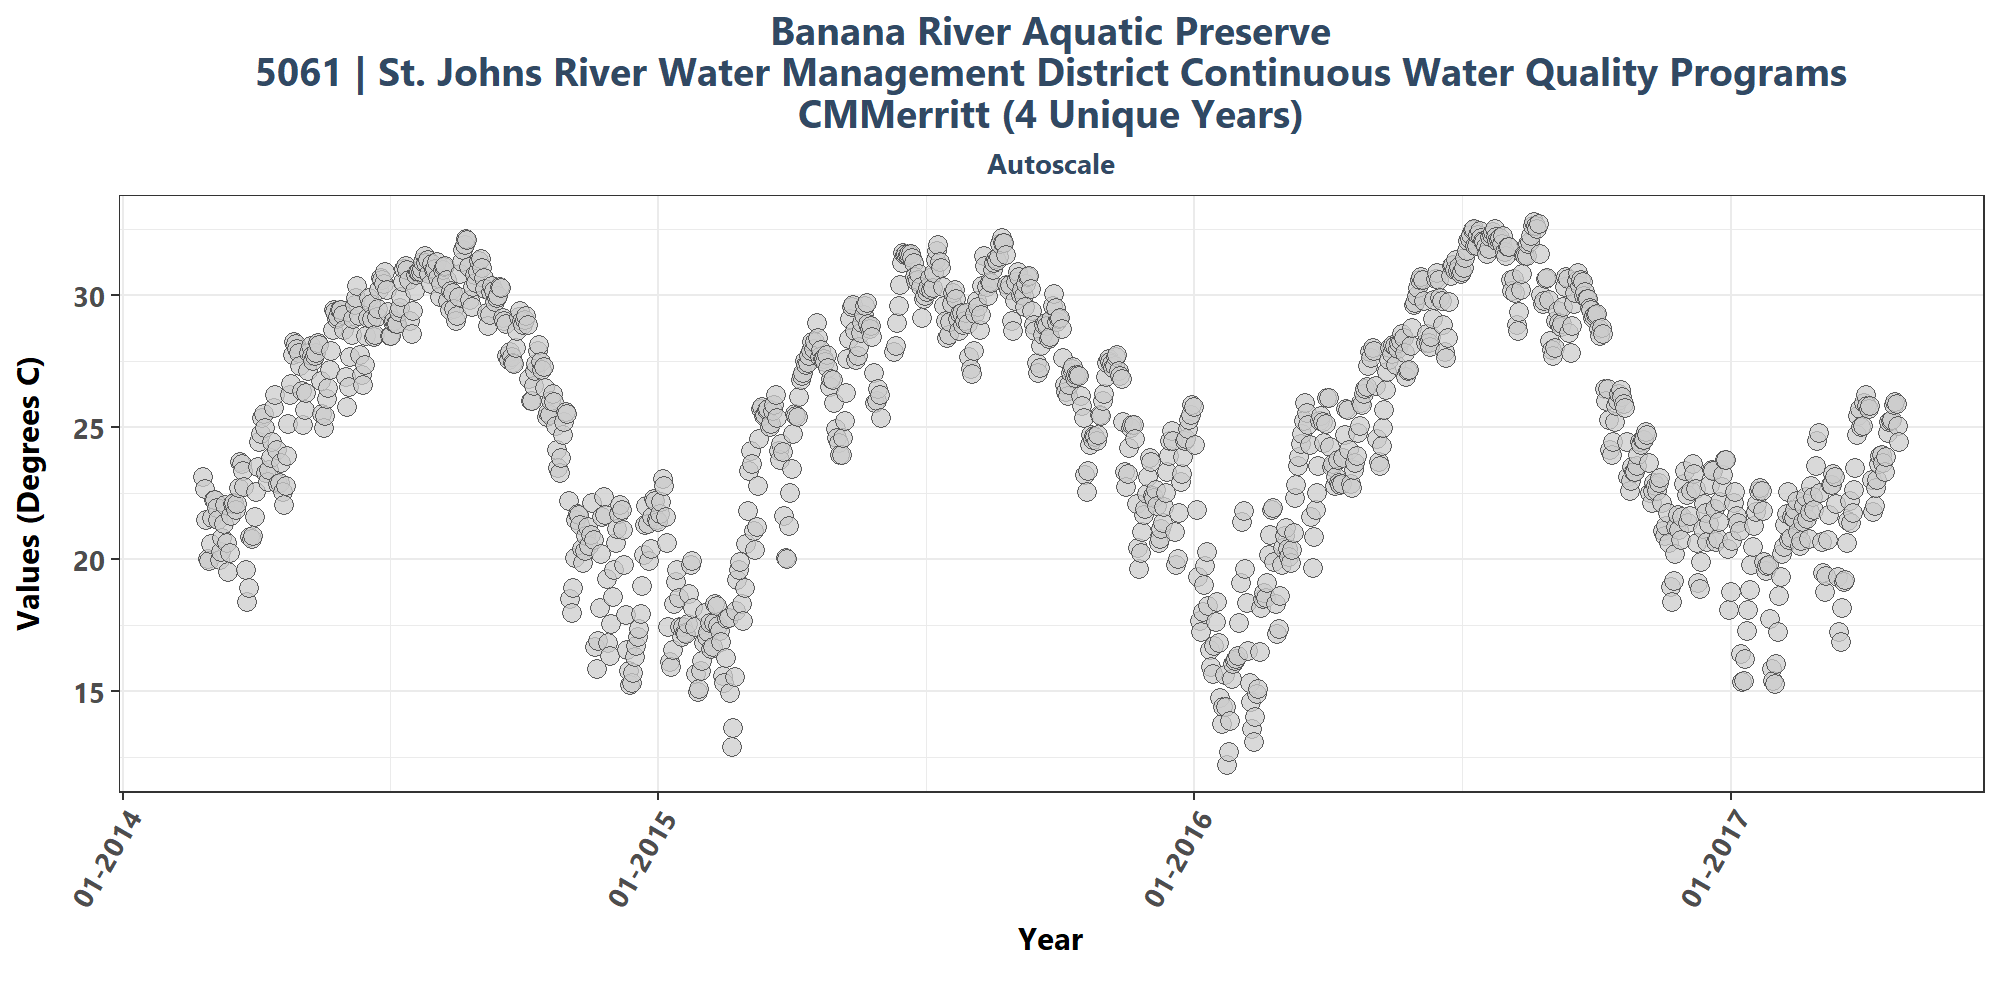 Banana River Aquatic Preserve
5061 | St. Johns River Water Management District Continuous Water Quality Programs
CMMerritt (4 Unique Years)
Autoscale
Values (Degrees C)
30
25
20
15
01-2014
01-2015
01-2016
01-2017
Year